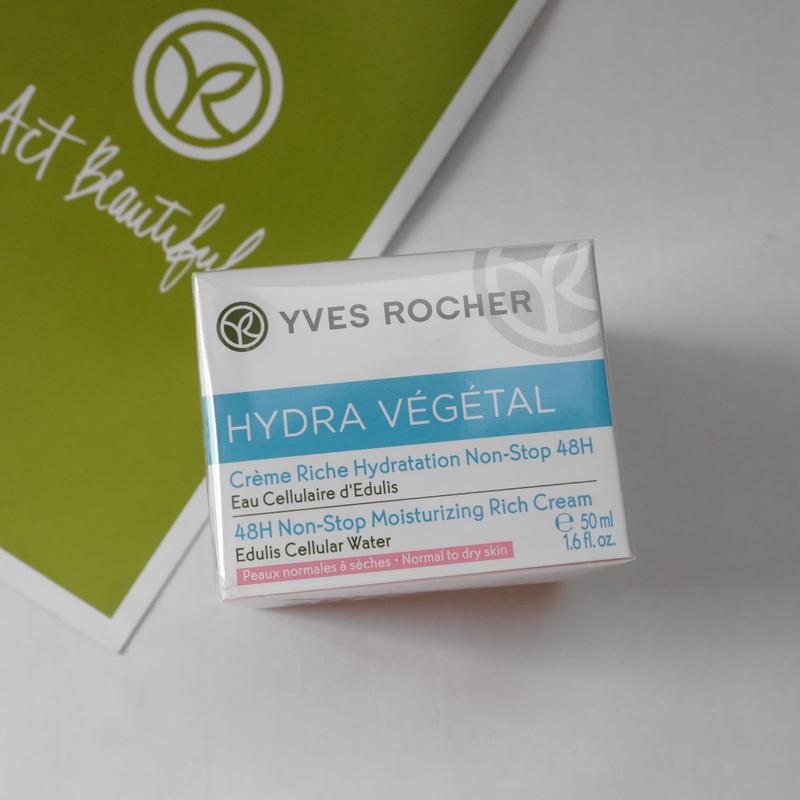 Act Beautiful
YVES ROCHER
HYDRA VÉGÉTAL
Crème Riche Hydratation Non-Stop 48H
Eau Cellulaire d'Edulis
48H Non-Stop Moisturizing Rich Cream
Edulis Cellular Water
℮ 50 ml
1.6 fl. oz.
Peaux normales à sèches • Normal to dry skin